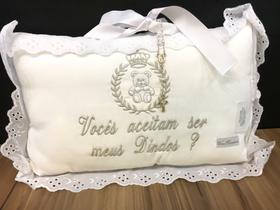 Vocês aceitam ser
meus Dindos ?